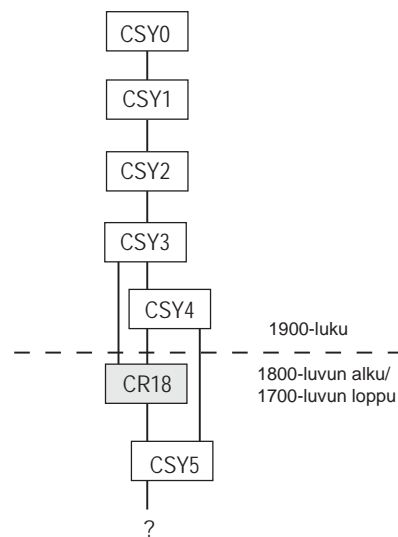 CSY0
CSY1
CSY2
CSY3
CSY4
1900-luku
CR18
1800-luvun alku/
1700-luvun loppu
CSY5
?